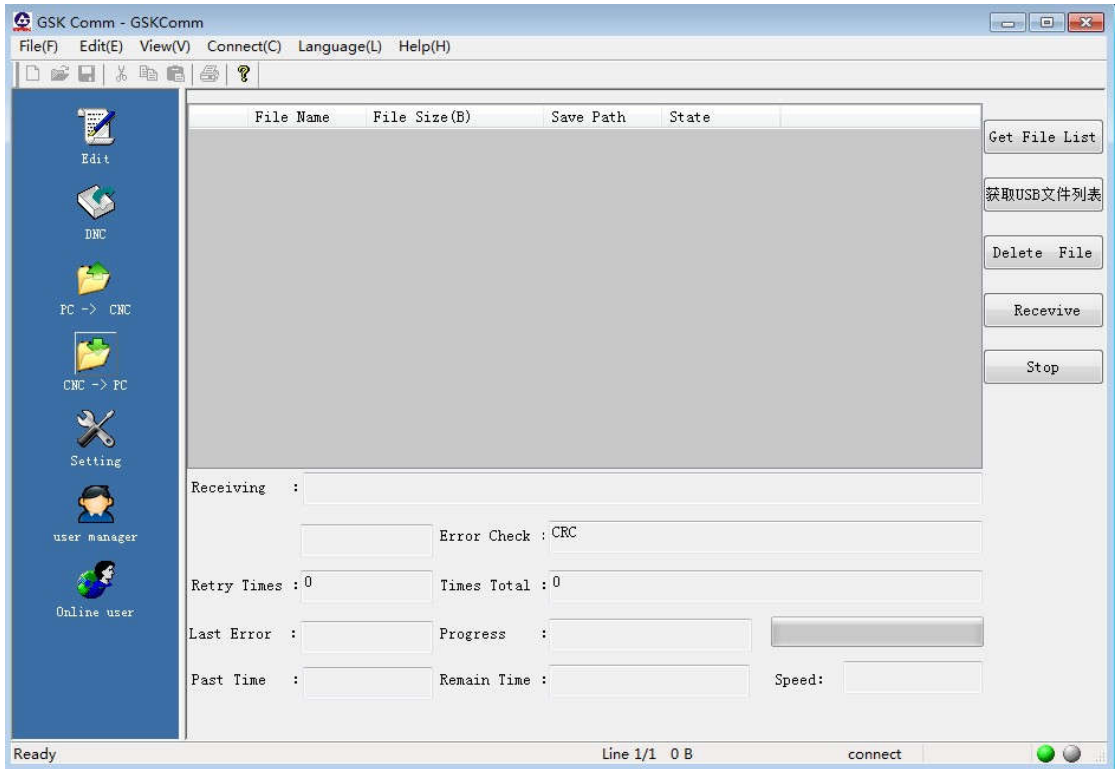 GSK Comm - GSKComm
File(F) Edit(E) View(V) Connect(C) Language(L) Help(H)
Edit
DNC
PC -> CNC
CNC -> PC
Setting
user manager
Online user
File Name File Size(B) Save Path State
Get File List
获取USB文件列表
Delete File
Recevive
Stop
Receiving :
Error Check : CRC
Retry Times : 0 Times Total : 0
Last Error : Progress :
Past Time : Remain Time : Speed:
Ready Line 1/1 0 B connect